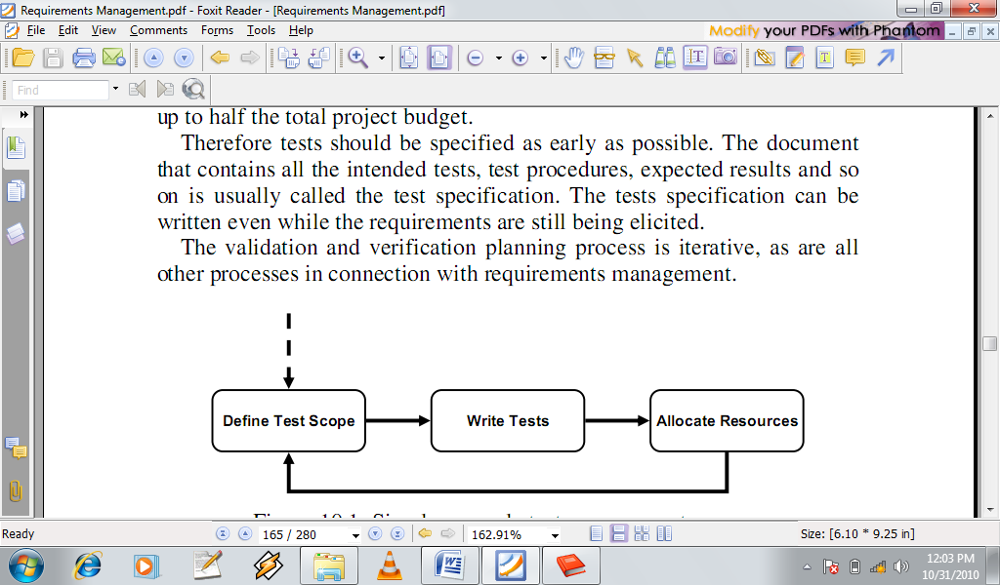 Requirements Management.pdf - Foxit Reader - [Requirements Management.pdf]
File Edit View Comments Forms Tools Help
Modify your PDFs with Phantom
Find
up to half the total project budget.
Therefore tests should be specified as early as possible. The document
that contains all the intended tests, test procedures, expected results and so
on is usually called the test specification. The tests specification can be
written even while the requirements are still being elicited.
The validation and verification planning process is iterative, as are all
other processes in connection with requirements management.
Define Test Scope
Write Tests
Allocate Resources
Ready
165 / 280
162.91%
Size: [6.10 * 9.25 in]
12:03 PM
10/31/2010